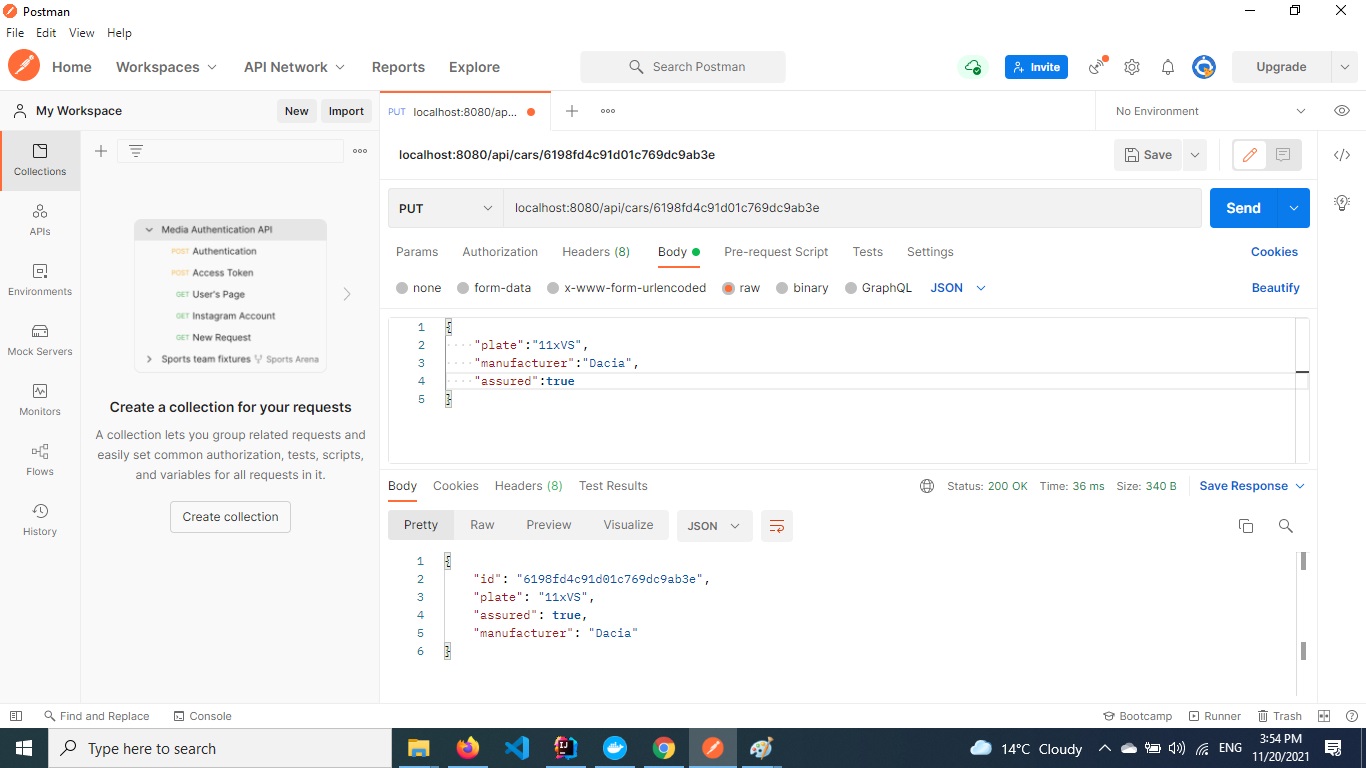 Postman
File Edit View Help
Home Workspaces API Network Reports Explore Search Postman Invite Upgrade
My Workspace New Import PUT localhost:8080/ap... No Environment
localhost:8080/api/cars/6198fd4c91d01c769dc9ab3e Save
Collections
APIs
Environments
Mock Servers
Monitors
Flows
History
Media Authentication API
POST Authentication
POST Access Token
GET User's Page
GET Instagram Account
GET New Request
Sports team fixtures Sports Arena
Create a collection for your requests
A collection lets you group related requests and
easily set common authorization, tests, scripts,
and variables for all requests in it.
Create collection
PUT localhost:8080/api/cars/6198fd4c91d01c769dc9ab3e Send
Params Authorization Headers (8) Body Pre-request Script Tests Settings Cookies
none form-data x-www-form-urlencoded raw binary GraphQL JSON Beautify
1 {
2 "plate":"11xVS",
3 "manufacturer":"Dacia",
4 "assured":true
5 }
Body Cookies Headers (8) Test Results Status: 200 OK Time: 36 ms Size: 340 B Save Response
Pretty Raw Preview Visualize JSON
1 {
2 "id": "6198fd4c91d01c769dc9ab3e",
3 "plate": "11xVS",
4 "assured": true,
5 "manufacturer": "Dacia"
6 }
Find and Replace Console Bootcamp Runner Trash
Type here to search 14°C Cloudy ENG 3:54 PM
11/20/2021